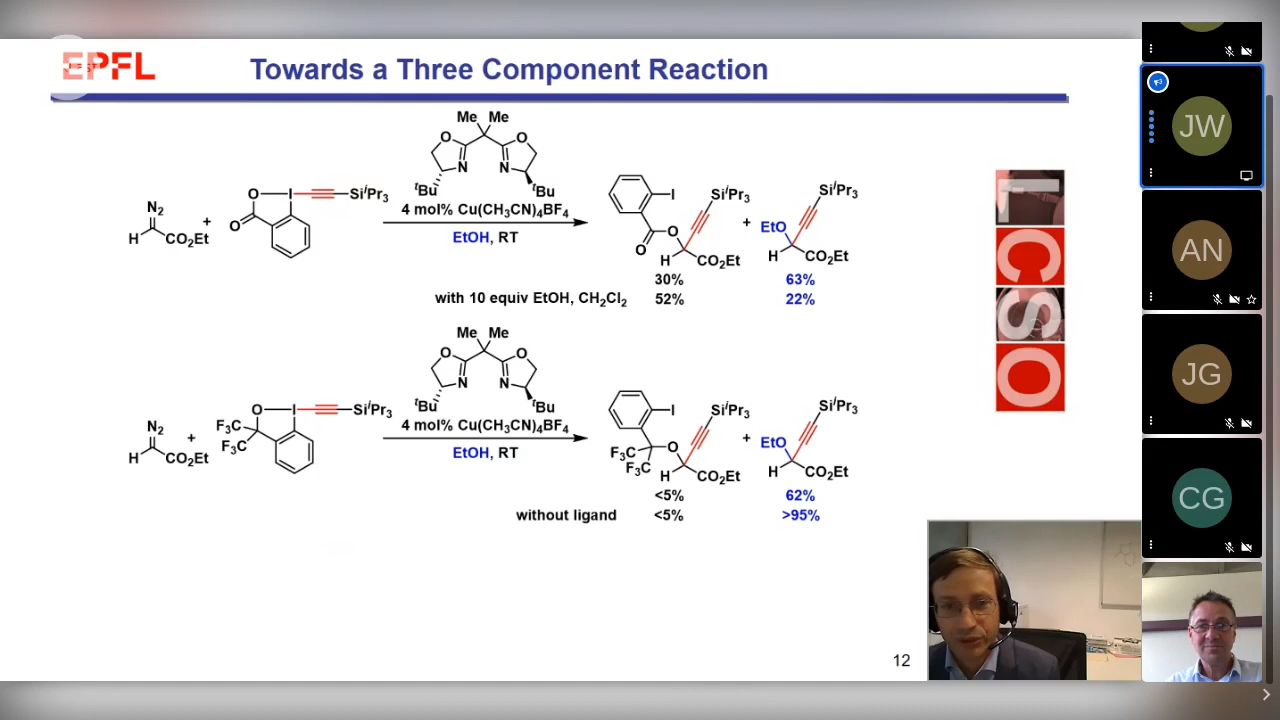 EPFL
Towards a Three Component Reaction
Me Me
O O
N N
ᵗBu ᵗBu
N₂
H CO₂Et
+
O I SiⁱPr₃
O
4 mol% Cu(CH₃CN)₄BF₄
EtOH, RT
I
SiⁱPr₃
O
O
H CO₂Et
+
SiⁱPr₃
EtO
H CO₂Et
30% 63%
with 10 equiv EtOH, CH₂Cl₂ 52% 22%
Me Me
O O
N N
ᵗBu ᵗBu
N₂
H CO₂Et
+
O I SiⁱPr₃
F₃C
F₃C
4 mol% Cu(CH₃CN)₄BF₄
EtOH, RT
I
SiⁱPr₃
F₃C O
F₃C
H CO₂Et
+
SiⁱPr₃
EtO
H CO₂Et
<5% 62%
without ligand <5% >95%
12
LCSO
JW
AN
JG
CG